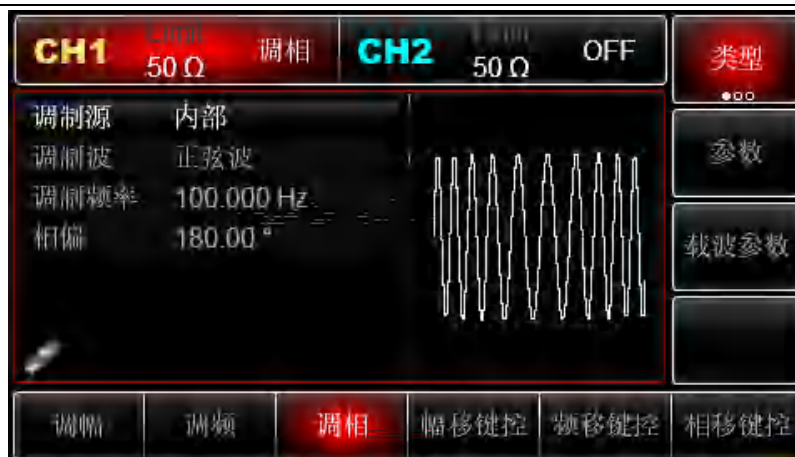 CH1 50 Ω 调相 CH2 50 Ω OFF
类型
调制源 内部
调制波 正弦波
调制频率 100.000 Hz
相偏 180.00 °
参数
载波参数
调幅 调频 调相 幅移键控 频移键控 相移键控